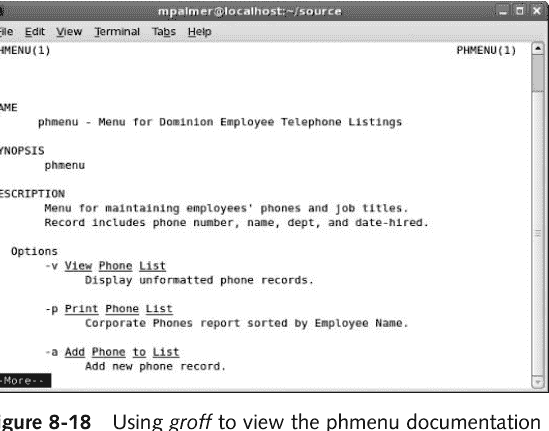 mpalmer@localhost:~/source
File Edit View Terminal Tabs Help
HMENU(1) PHMENU(1)
AME
phmenu - Menu for Dominion Employee Telephone Listings
YNOPSIS
phmenu
ESCRIPTION
Menu for maintaining employees' phones and job titles.
Record includes phone number, name, dept, and date-hired.
Options
-v View Phone List
Display unformatted phone records.
-p Print Phone List
Corporate Phones report sorted by Employee Name.
-a Add Phone to List
Add new phone record.
-More--
igure 8-18 Using groff to view the phmenu documentation